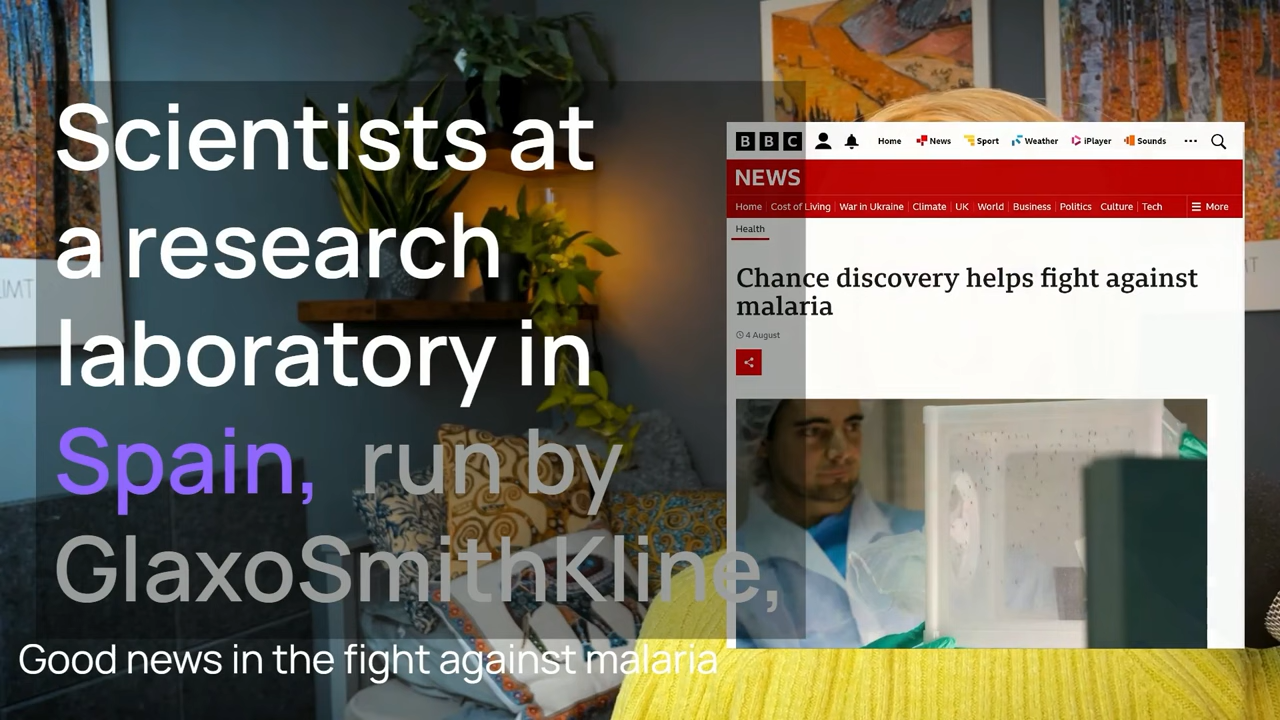 Scientists at
a research
laboratory in
Spain, run by
GlaxoSmithKline,
Good news in the fight against malaria
BBC Home News Sport Weather iPlayer Sounds
NEWS
Home Cost of Living War in Ukraine Climate UK World Business Politics Culture Tech More
Health
Chance discovery helps fight against
malaria
4 August